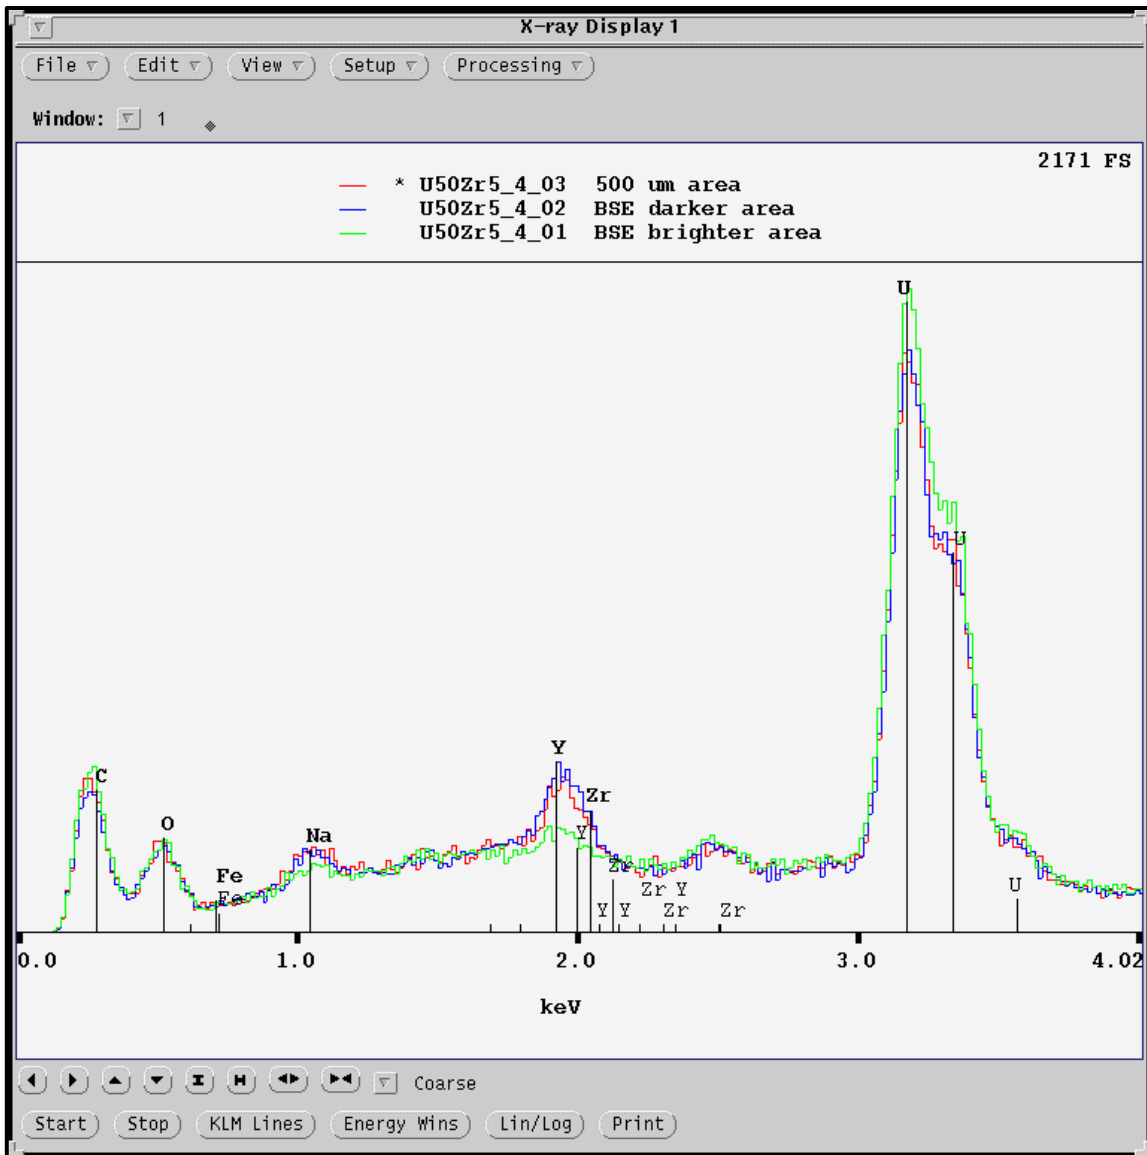 X-ray Display 1
File Edit View Setup Processing
Window: 1
2171 FS
* U50Zr5_4_03 500 um area
U50Zr5_4_02 BSE darker area
U50Zr5_4_01 BSE brighter area
U
U
Y
C
Zr
O
Y
Na
Fe
Zr
Fe
U
Zr Y
Y Y Zr Zr
0.0 1.0 2.0 3.0 4.02
keV
Coarse
Start Stop KLM Lines Energy Wins Lin/Log Print